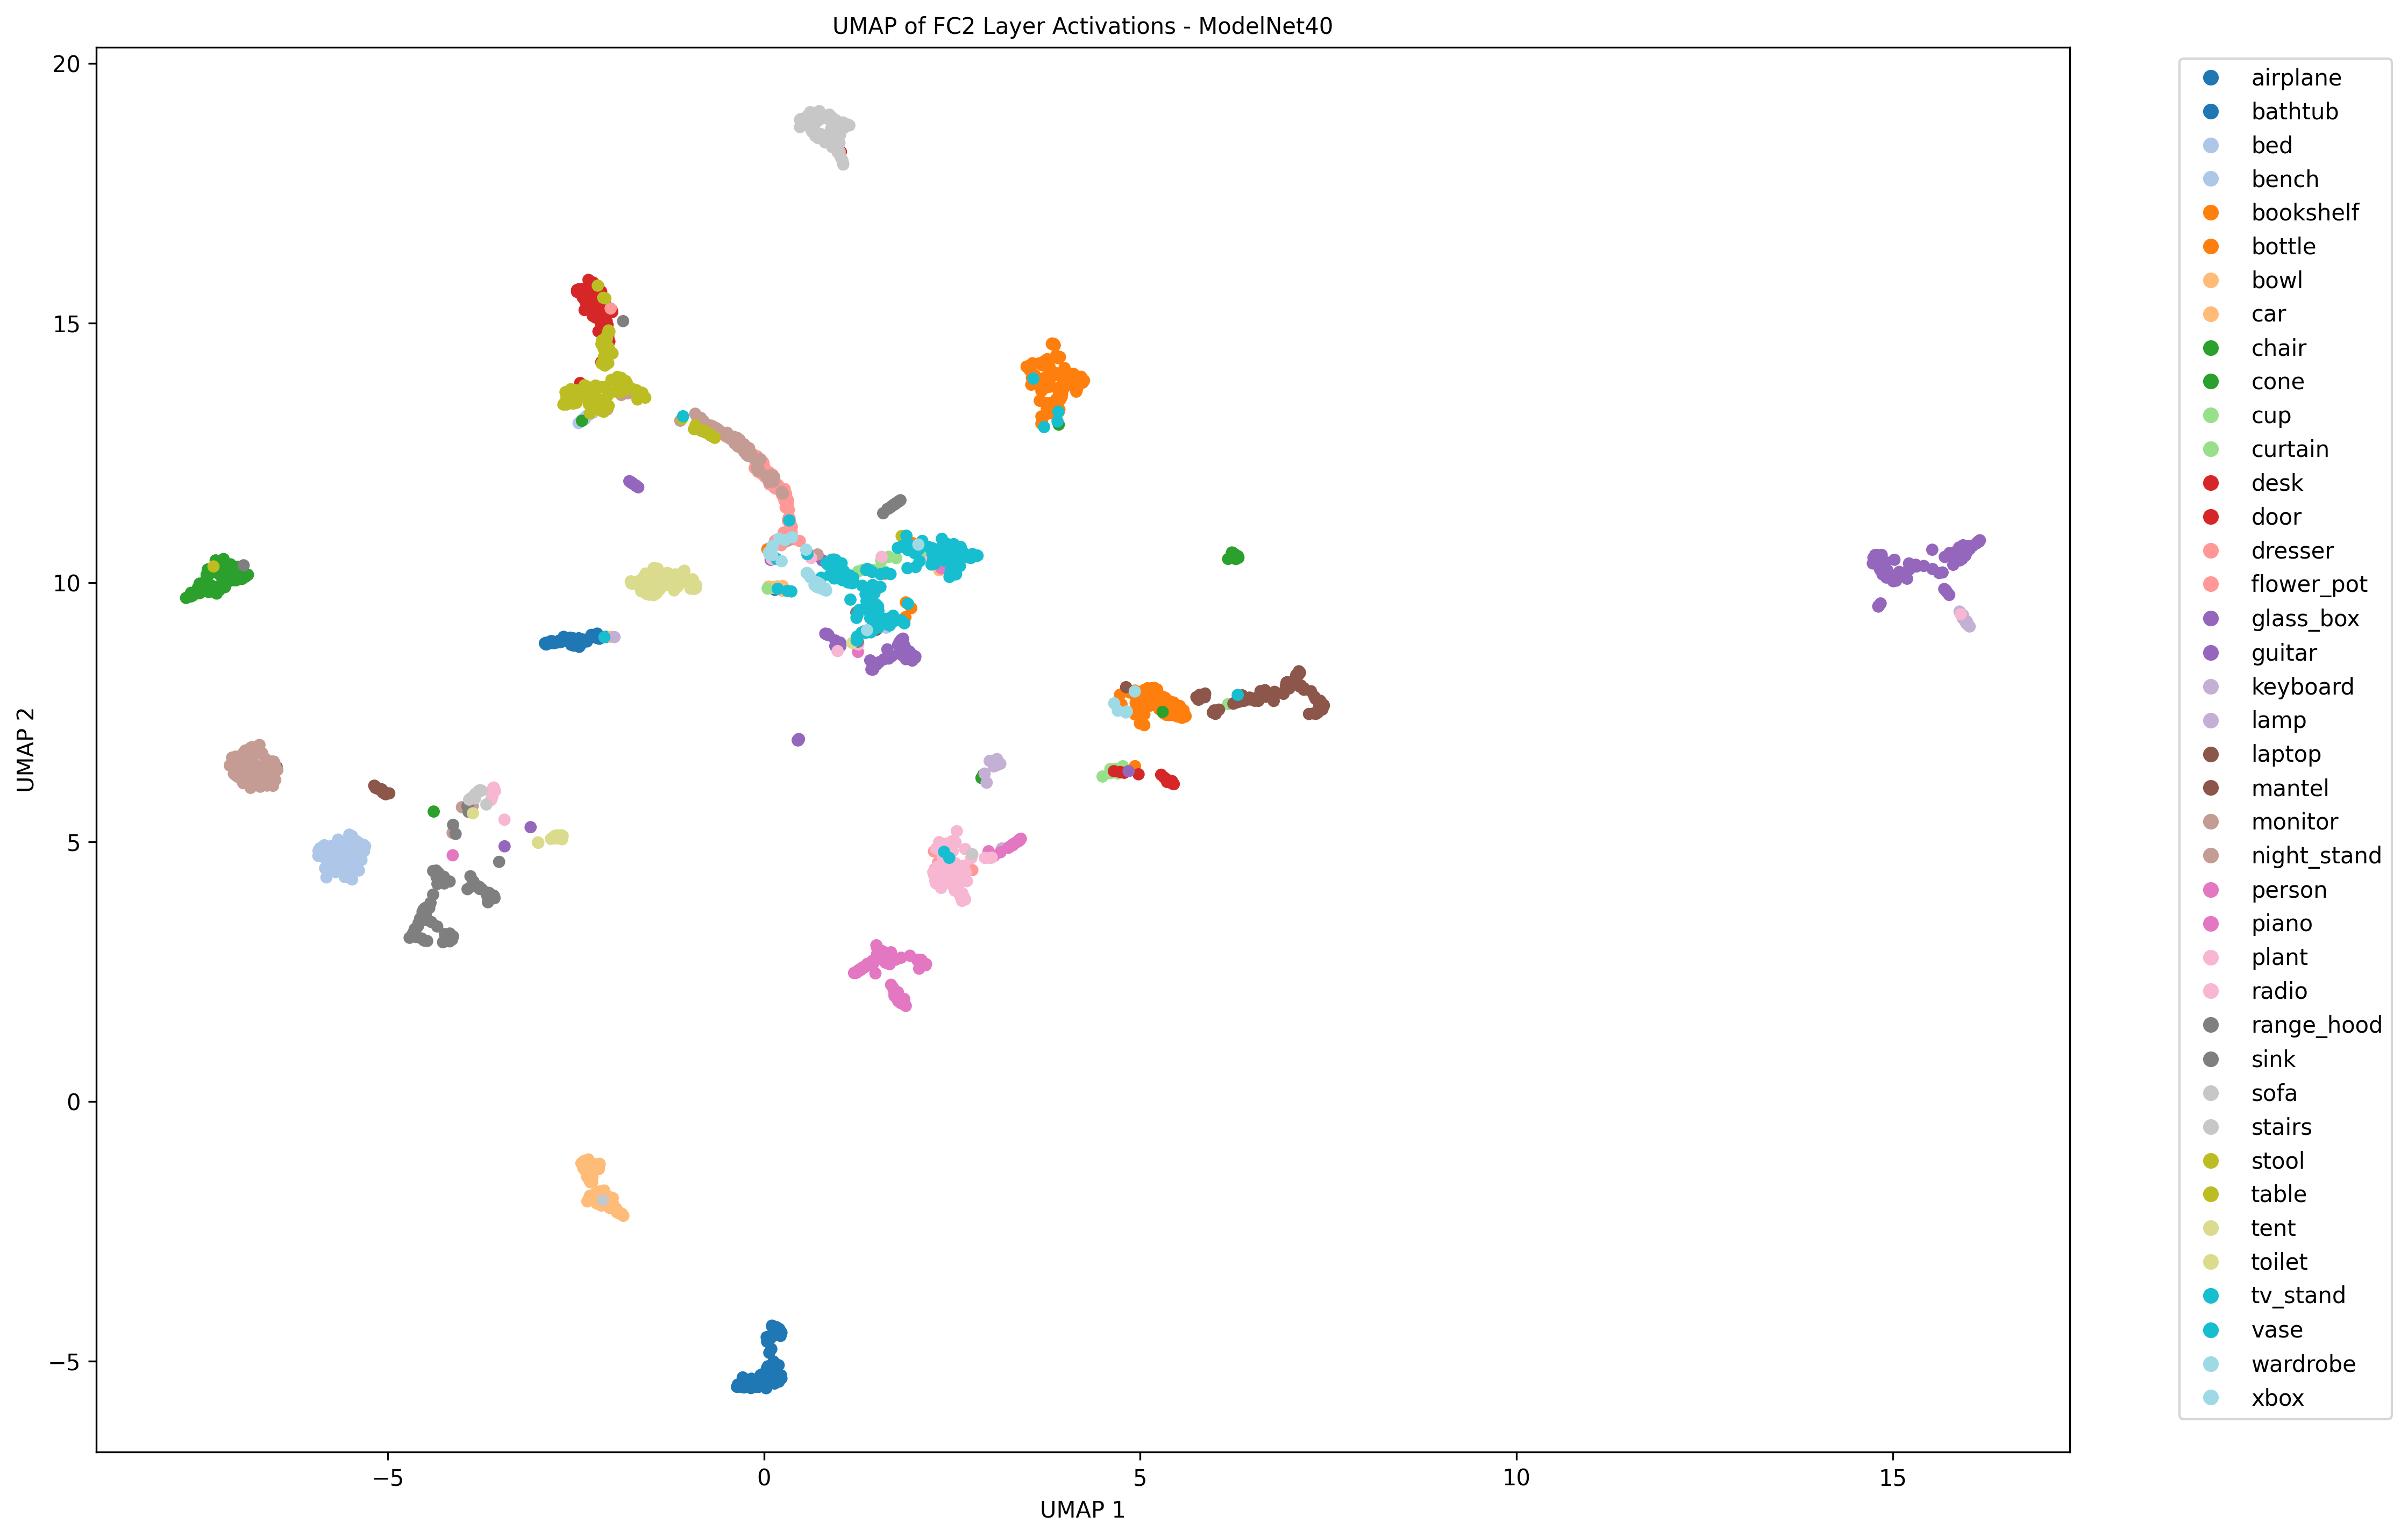 UMAP of FC2 Layer Activations - ModelNet40
20
15
10
5
0
−5
UMAP 2
−5
0
5
10
15
UMAP 1
airplane
bathtub
bed
bench
bookshelf
bottle
bowl
car
chair
cone
cup
curtain
desk
door
dresser
flower_pot
glass_box
guitar
keyboard
lamp
laptop
mantel
monitor
night_stand
person
piano
plant
radio
range_hood
sink
sofa
stairs
stool
table
tent
toilet
tv_stand
vase
wardrobe
xbox